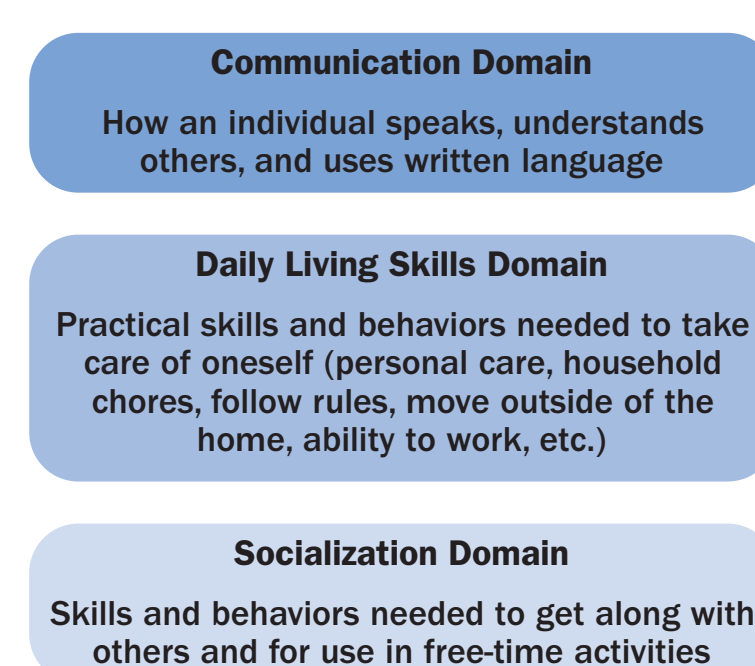 Communication Domain
How an individual speaks, understands
others, and uses written language
Daily Living Skills Domain
Practical skills and behaviors needed to take
care of oneself (personal care, household
chores, follow rules, move outside of the
home, ability to work, etc.)
Socialization Domain
Skills and behaviors needed to get along with
others and for use in free-time activities